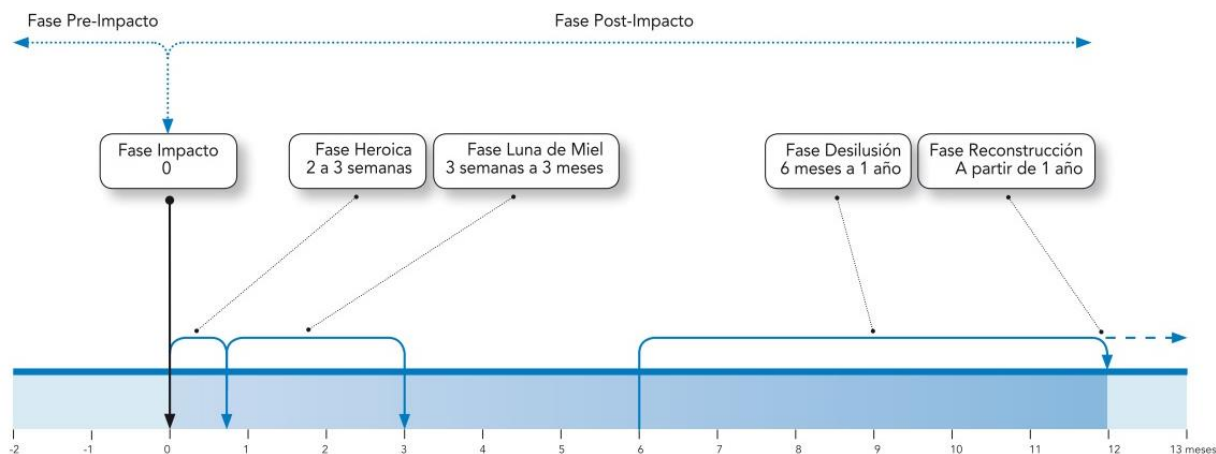 Fase Pre-Impacto
Fase Post-Impacto
Fase Impacto
0
Fase Heroica
2 a 3 semanas
Fase Luna de Miel
3 semanas a 3 meses
Fase Desilusión
6 meses a 1 año
Fase Reconstrucción
A partir de 1 año
-2 -1 0 1 2 3 4 5 6 7 8 9 10 11 12 13 meses